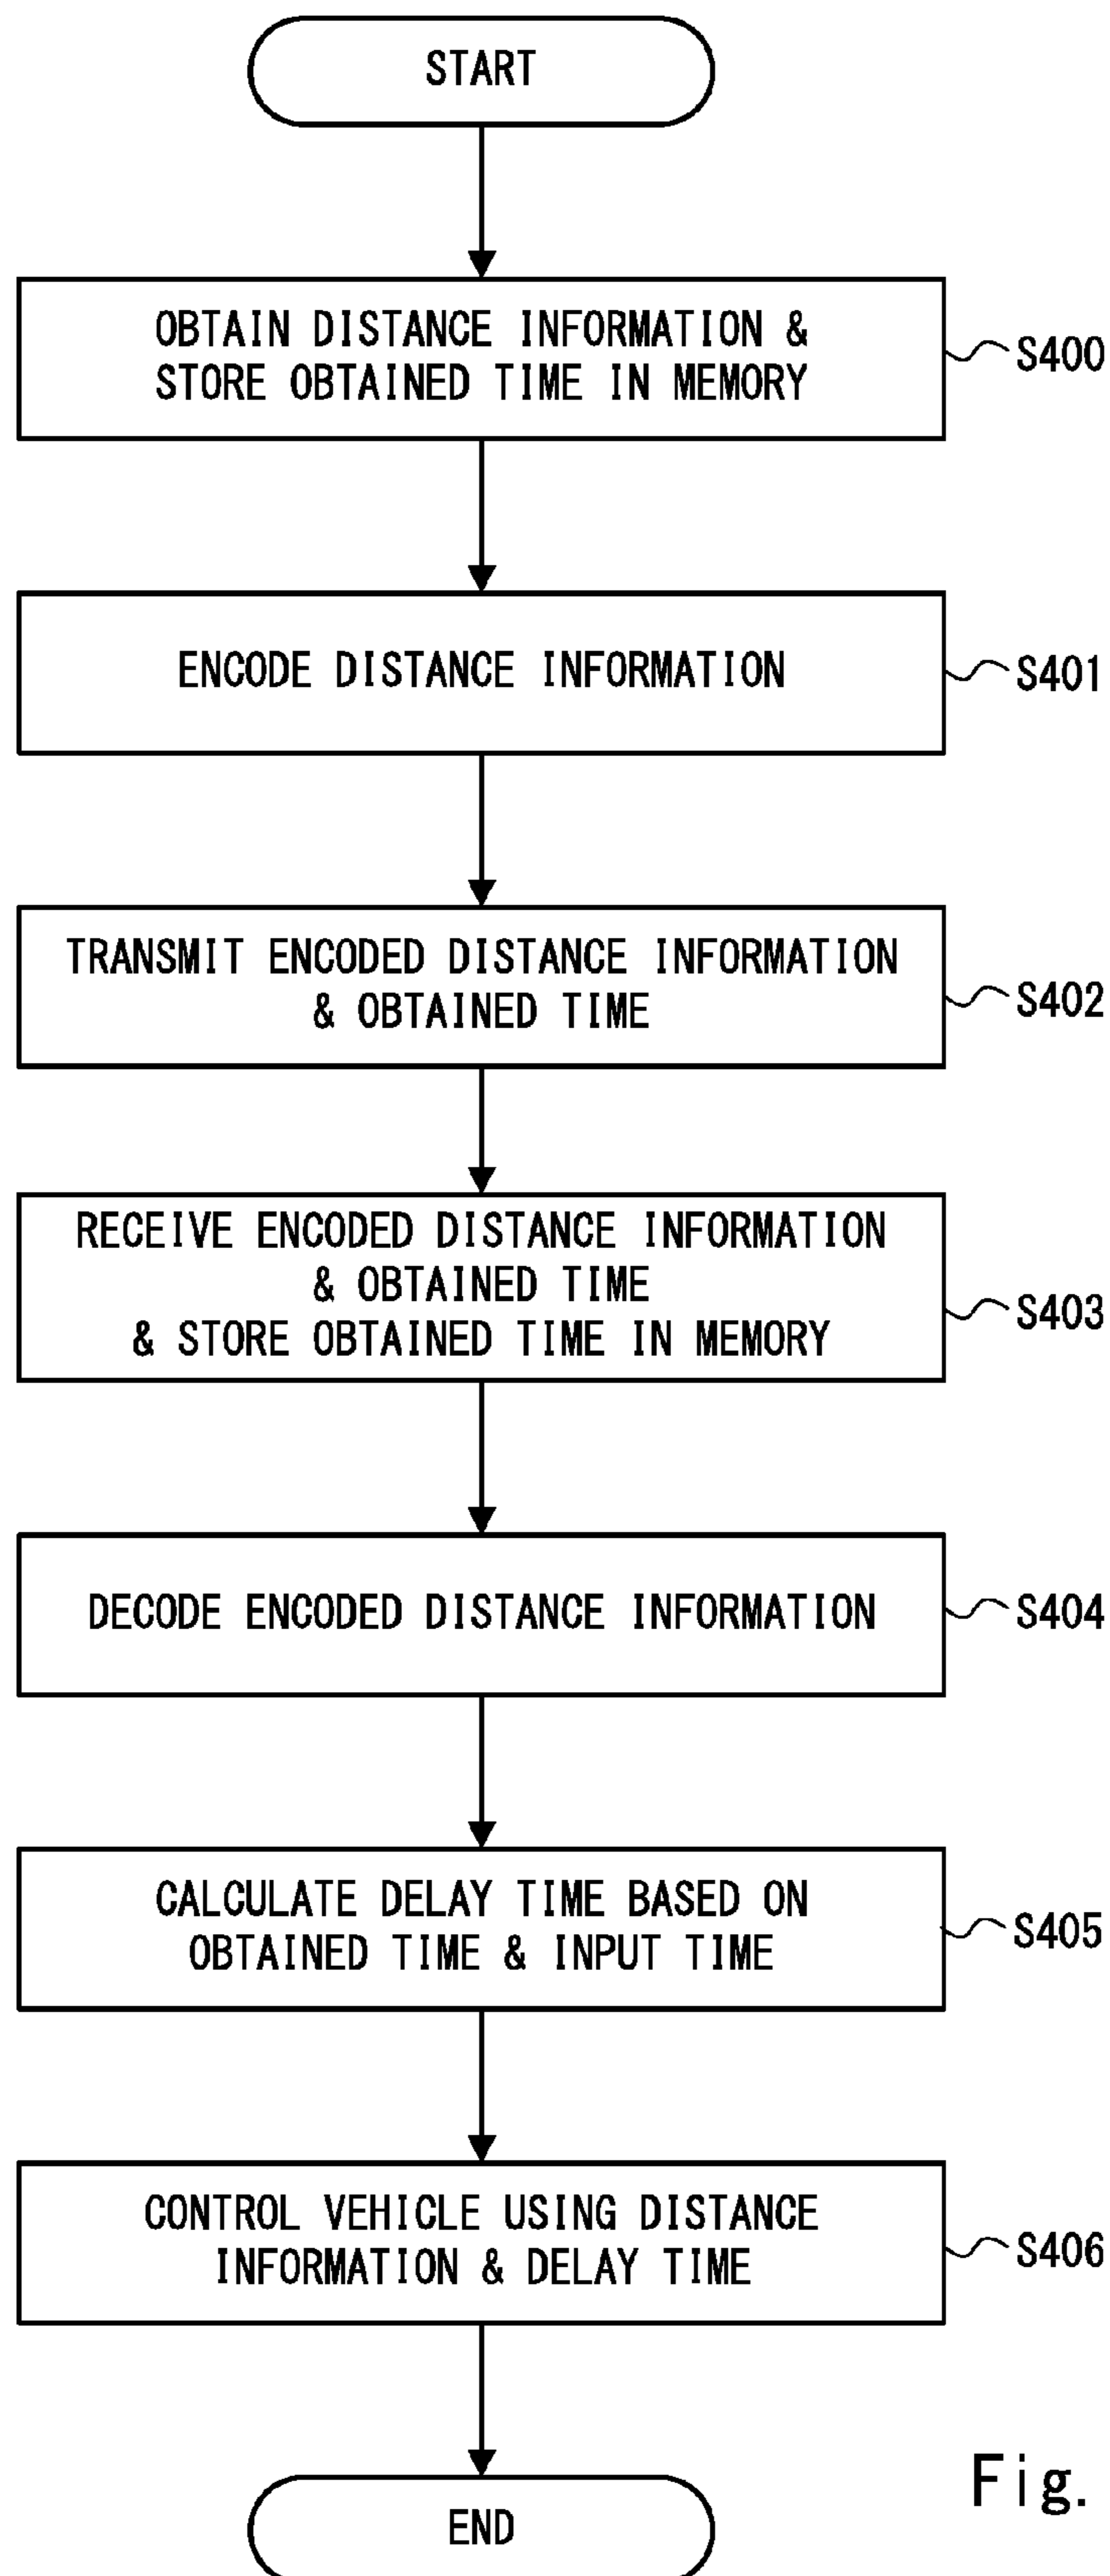 START
OBTAIN DISTANCE INFORMATION &
STORE OBTAINED TIME IN MEMORY
S400
ENCODE DISTANCE INFORMATION
S401
TRANSMIT ENCODED DISTANCE INFORMATION
& OBTAINED TIME
S402
RECEIVE ENCODED DISTANCE INFORMATION
& OBTAINED TIME
& STORE OBTAINED TIME IN MEMORY
S403
DECODE ENCODED DISTANCE INFORMATION
S404
CALCULATE DELAY TIME BASED ON
OBTAINED TIME & INPUT TIME
S405
CONTROL VEHICLE USING DISTANCE
INFORMATION & DELAY TIME
S406
END
Fig.